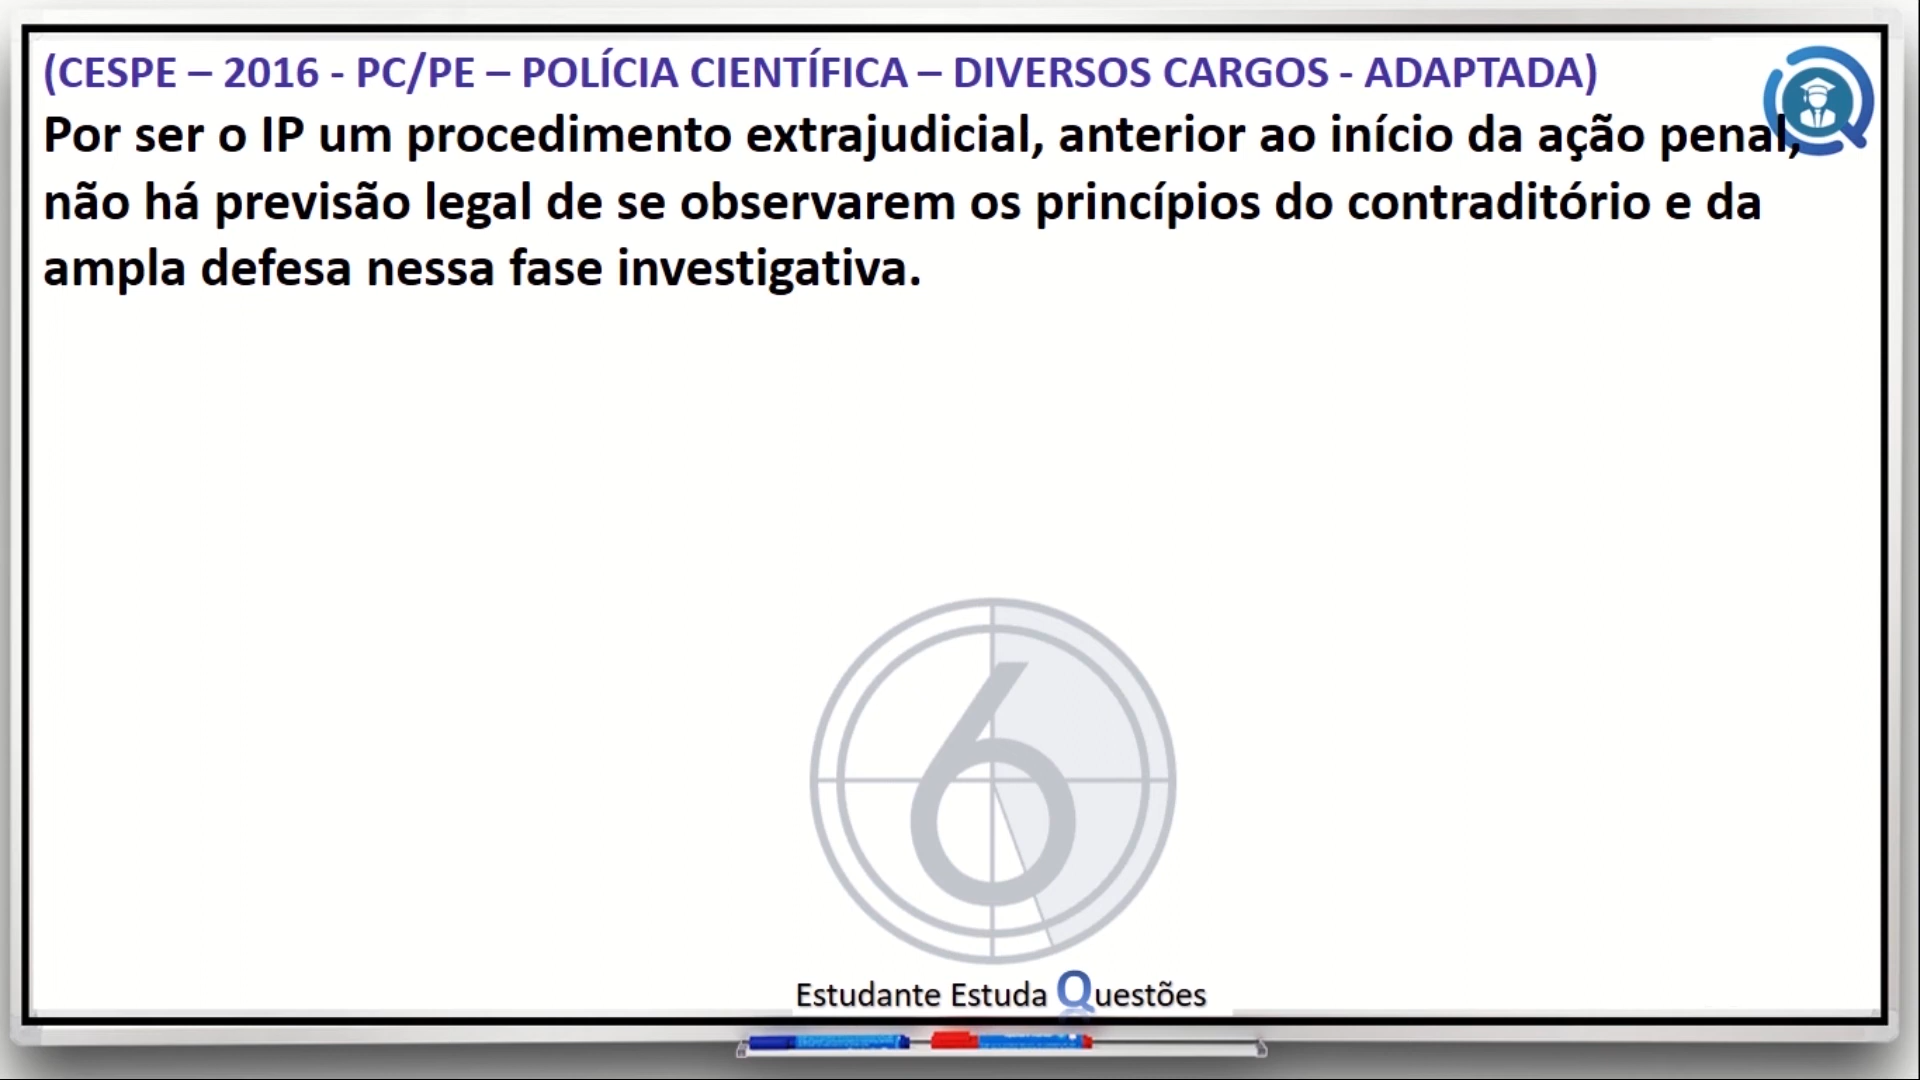 (CESPE – 2016 - PC/PE – POLÍCIA CIENTÍFICA – DIVERSOS CARGOS - ADAPTADA)
Por ser o IP um procedimento extrajudicial, anterior ao início da ação penal,
não há previsão legal de se observarem os princípios do contraditório e da
ampla defesa nessa fase investigativa.
6
Estudante Estuda Questões